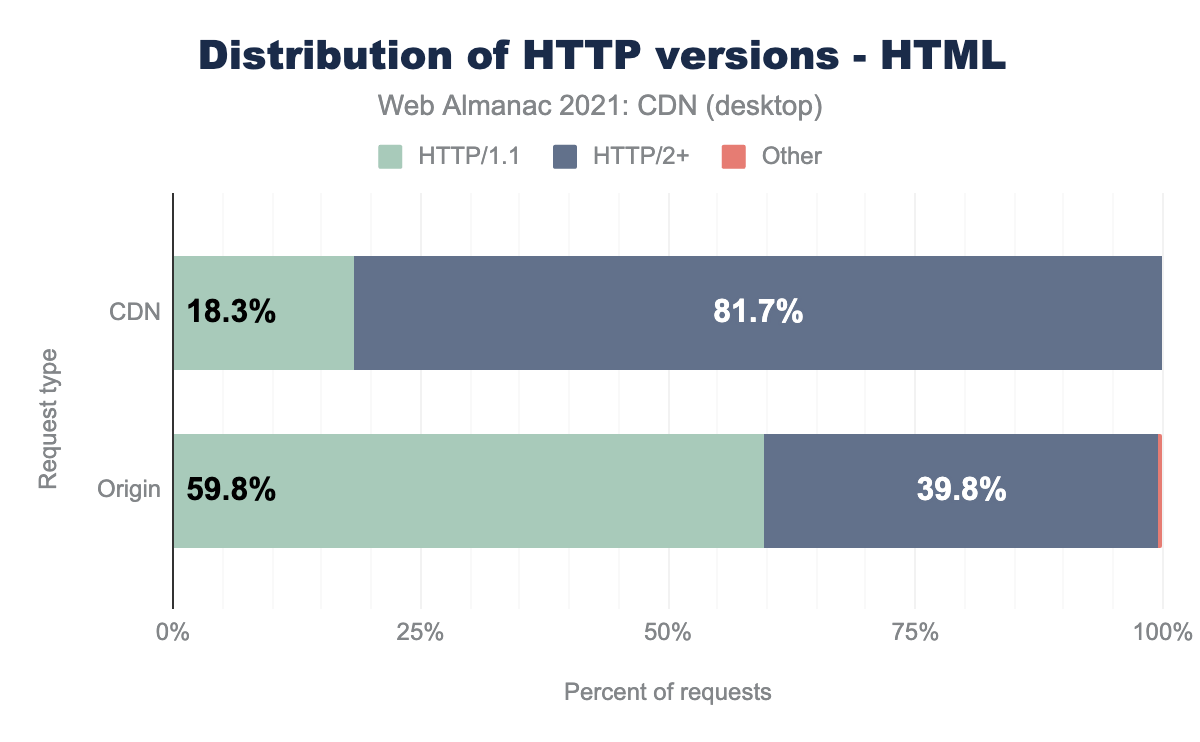 Distribution of HTTP versions - HTML
Web Almanac 2021: CDN (desktop)
HTTP/1.1 HTTP/2+ Other
Request type
CDN 18.3% 81.7%
Origin 59.8% 39.8%
0% 25% 50% 75% 100%
Percent of requests